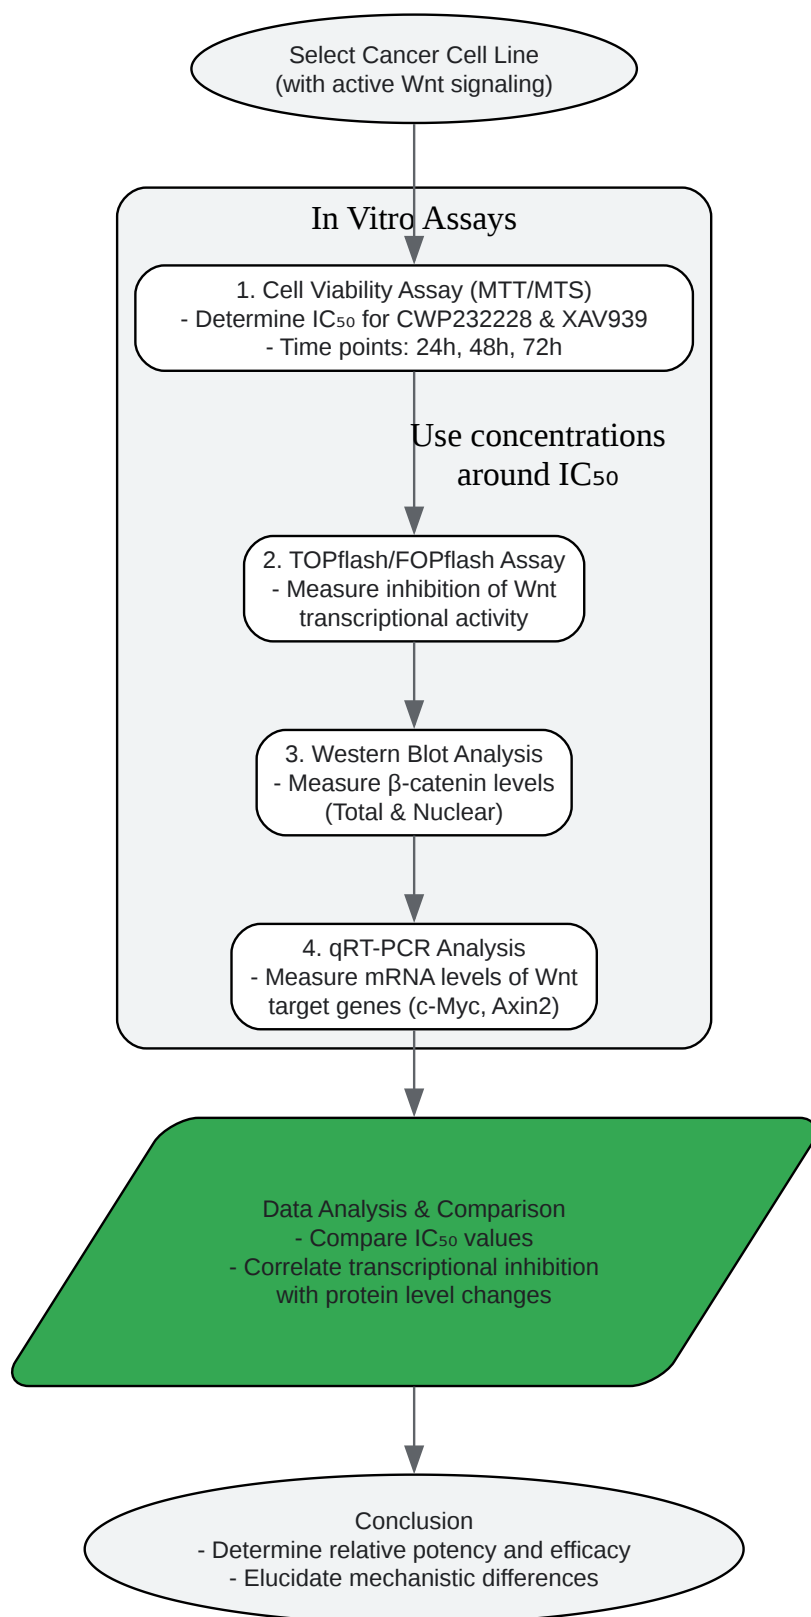 Select Cancer Cell Line
(with active Wnt signaling)
In Vitro Assays
1. Cell Viability Assay (MTT/MTS)
- Determine IC₅₀ for CWP232228 & XAV939
- Time points: 24h, 48h, 72h
Use concentrations
around IC₅₀
2. TOPflash/FOPflash Assay
- Measure inhibition of Wnt
transcriptional activity
3. Western Blot Analysis
- Measure β-catenin levels
(Total & Nuclear)
4. qRT-PCR Analysis
- Measure mRNA levels of Wnt
target genes (c-Myc, Axin2)
Data Analysis & Comparison
- Compare IC₅₀ values
- Correlate transcriptional inhibition
with protein level changes
Conclusion
- Determine relative potency and efficacy
- Elucidate mechanistic differences